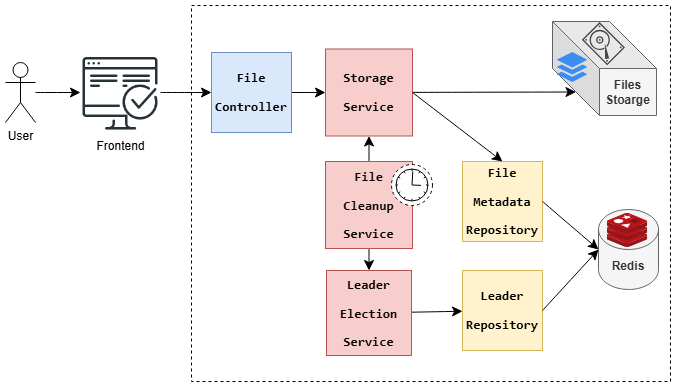 User
Frontend
File
Controller
Storage
Service
Files
Stoarge
File
Cleanup
Service
File
Metadata
Repository
Redis
Leader
Election
Service
Leader
Repository